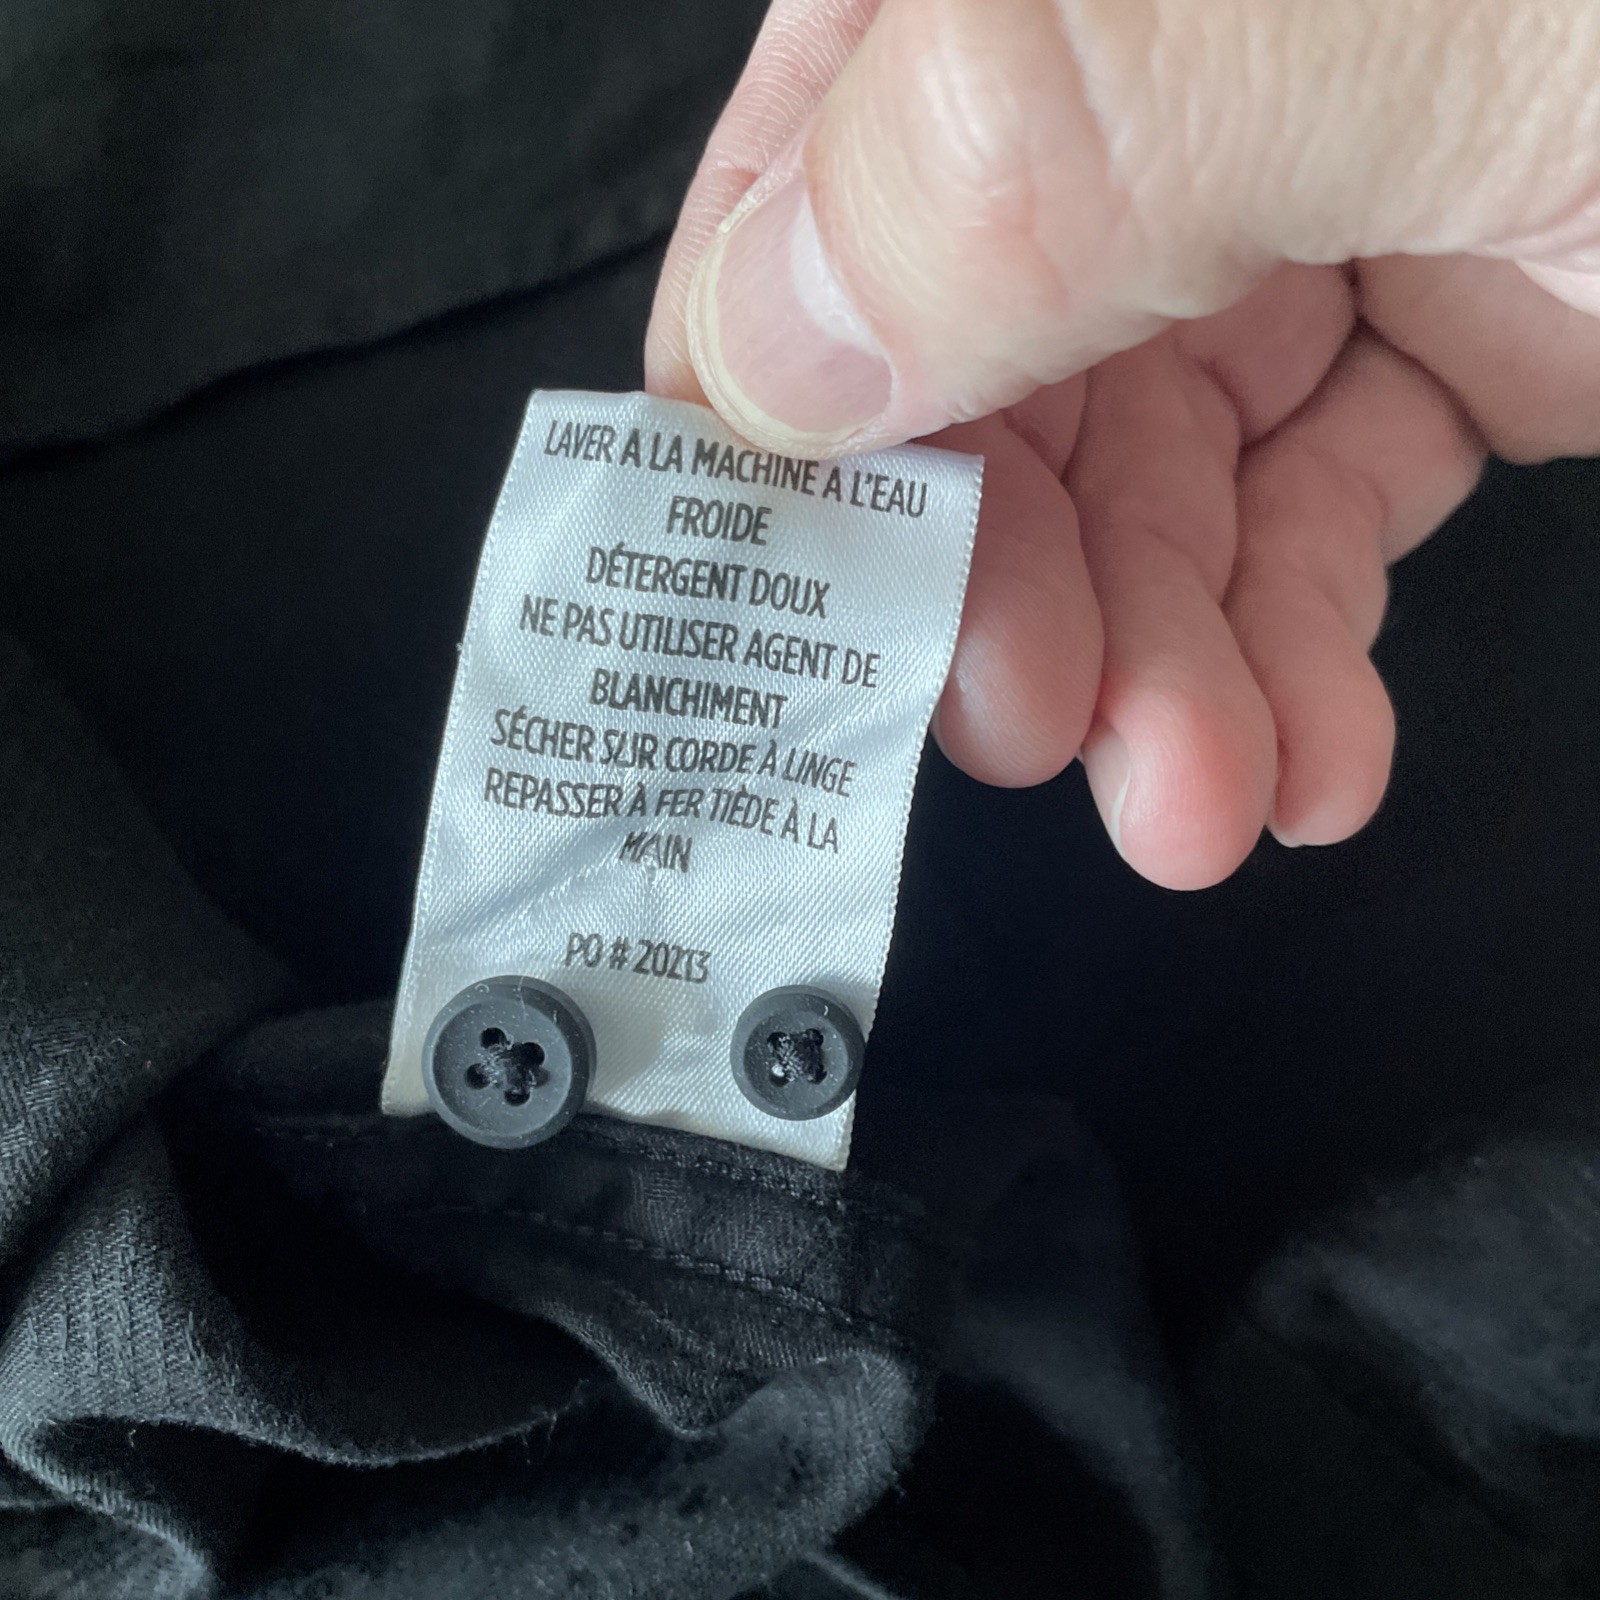 LAVER A LA MACHINE A L'EAU
FROIDE
DÉTERGENT DOUX
NE PAS UTILISER AGENT DE
BLANCHIMENT
SÉCHER SUR CORDE À LINGE
REPASSER À FER TIÈDE À LA
MAIN
PO # 20213